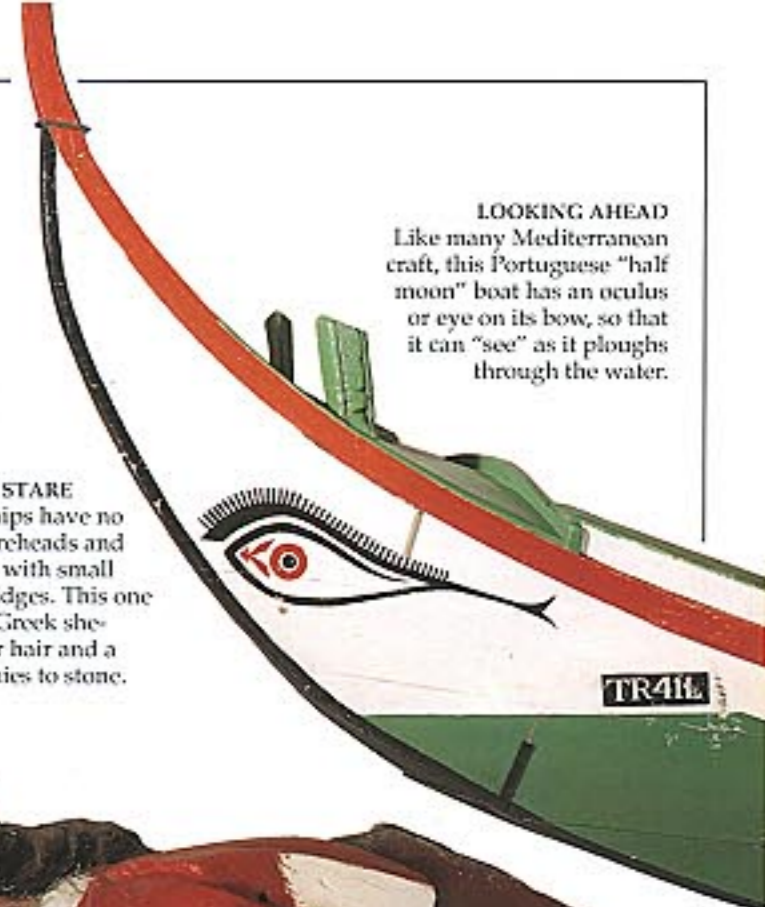 LOOKING AHEAD
Like many Mediterranean
craft, this Portuguese "half
moon" boat has an oculus
or eye on its bow, so that
it can "see" as it ploughs
through the water.
STARE
have no
and
with small
This one
Greek she-
hair and a
to stone.